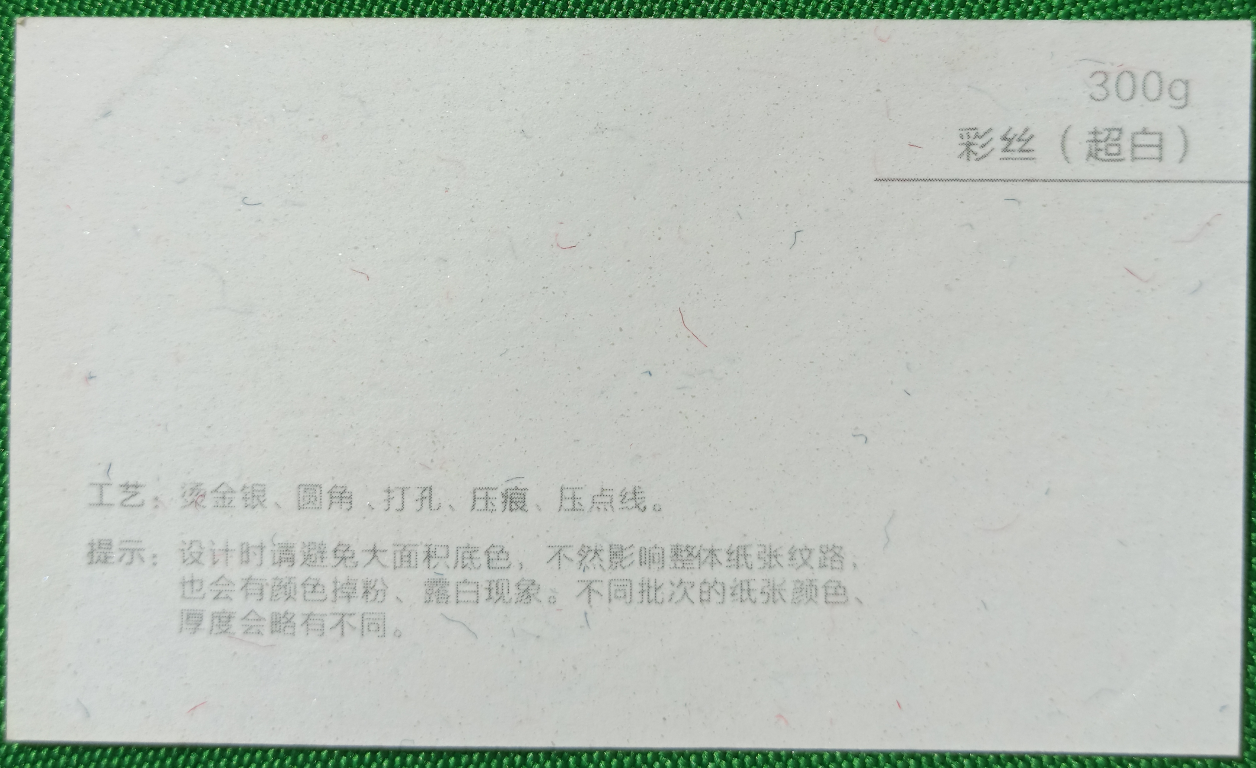 300g
彩丝（超白）
工艺：烫金银、圆角、打孔、压痕、压点线。
提示：设计时请避免大面积底色，不然影响整体纸张纹路，
也会有颜色掉粉、露白现象。不同批次的纸张颜色、
厚度会略有不同。